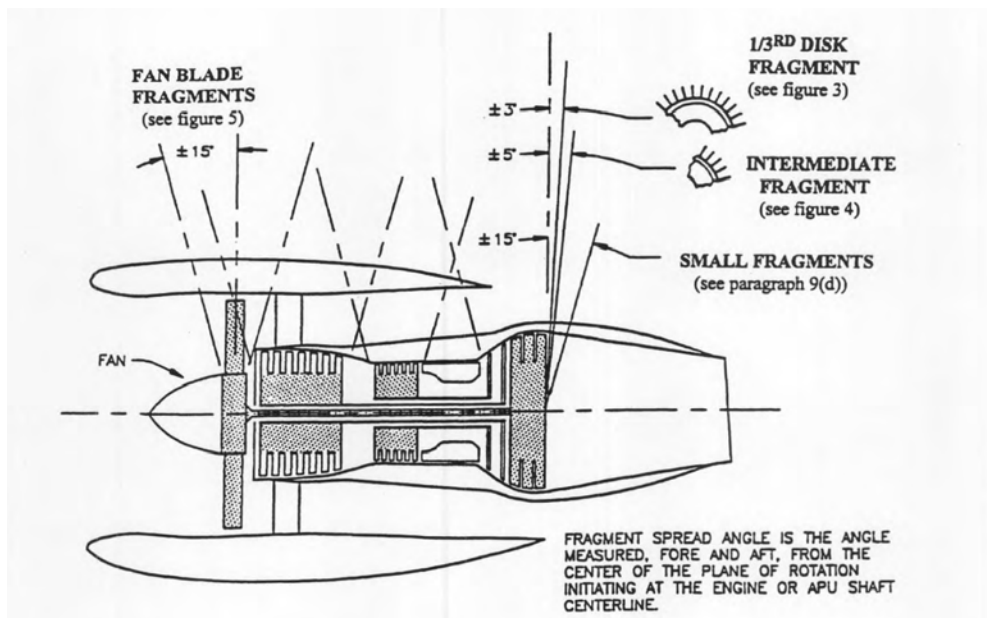 FAN BLADE
FRAGMENTS
(see figure 5)
±15°
1/3RD DISK
FRAGMENT
(see figure 3)
±3°
±5°
INTERMEDIATE
FRAGMENT
(see figure 4)
±15°
SMALL FRAGMENTS
(see paragraph 9(d))
FAN
FRAGMENT SPREAD ANGLE IS THE ANGLE
MEASURED, FORE AND AFT, FROM THE
CENTER OF THE PLANE OF ROTATION
INITIATING AT THE ENGINE OR APU SHAFT
CENTERLINE.